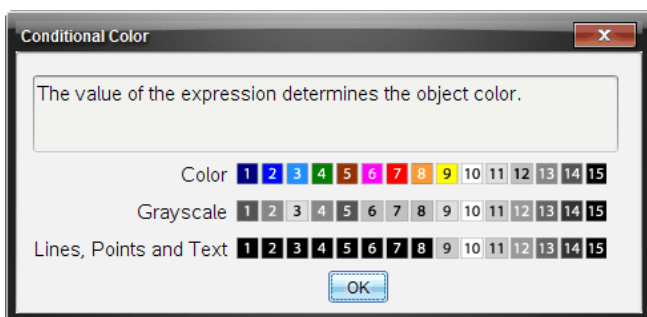 Conditional Color
The value of the expression determines the object color.
Color 1 2 3 4 5 6 7 8 9 10 11 12 13 14 15
Grayscale 1 2 3 4 5 6 7 8 9 10 11 12 13 14 15
Lines, Points and Text 1 2 3 4 5 6 7 8 9 10 11 12 13 14 15
OK